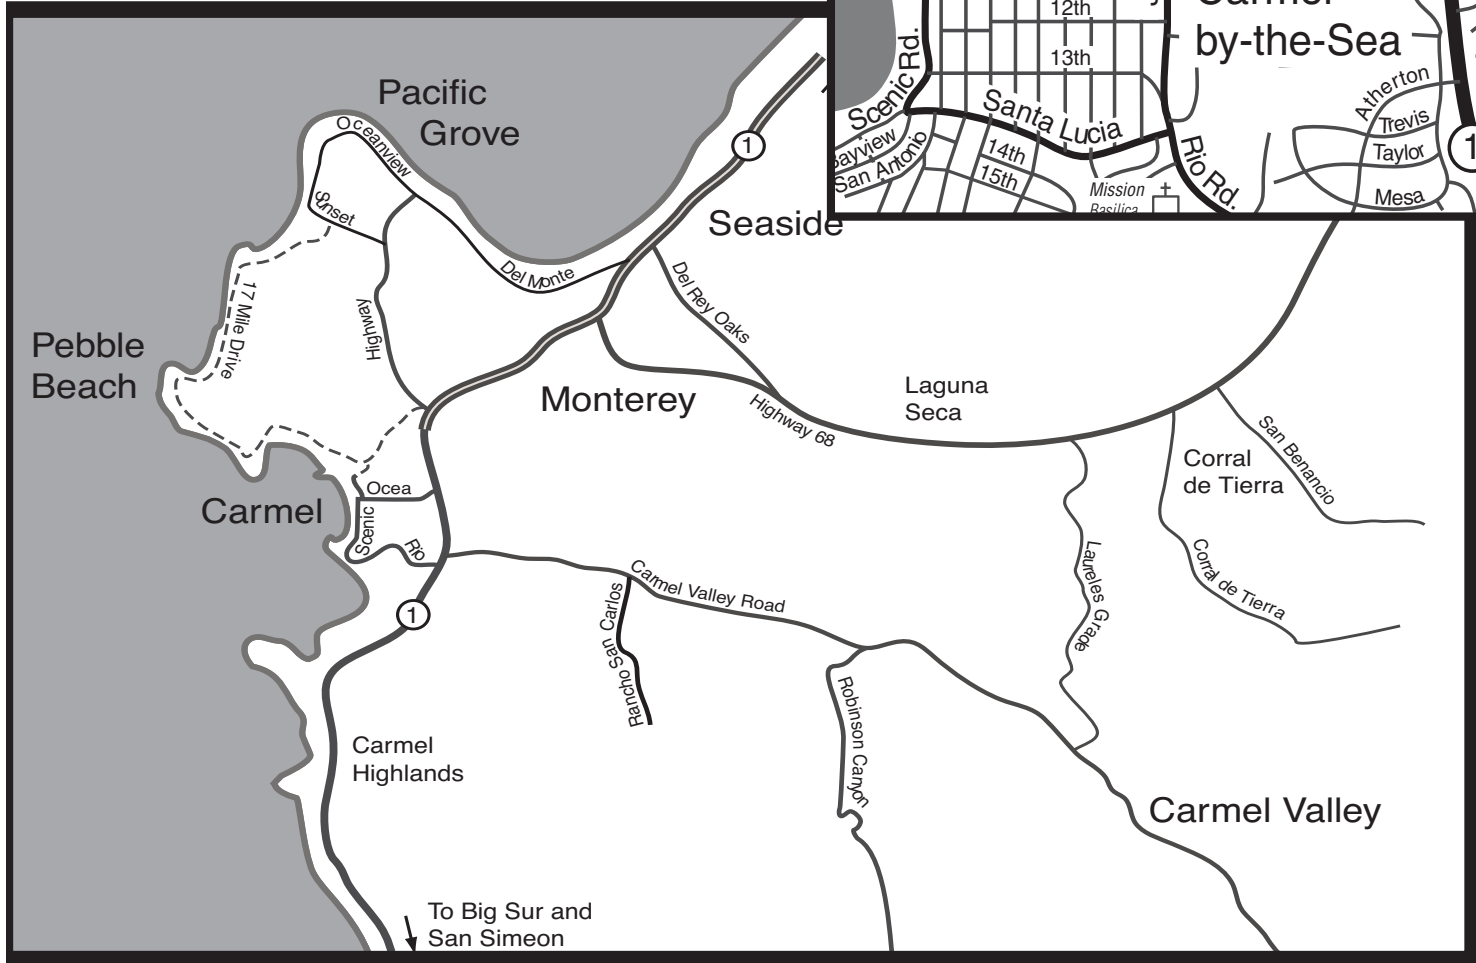 12th
by-the-Sea
13th
Scenic Rd.
Santa Lucia
Atherton
Trevis
1
Taylor
Mesa
Bayview
San Antonio
14th
15th
Mission
Basilica
Rio Rd.
Pacific
Grove
Oceanview
Sunset
1
Seaside
Del Monte
Del Rey Oaks
17 Mile Drive
Highway
Pebble
Beach
Monterey
Laguna
Seca
Highway 68
San Benancio
Corral
de Tierra
Carmel
Ocea
Scenic
Rio
Laureles Grade
Corral de Tierra
Carmel Valley Road
1
Rancho San Carlos
Robinson Canyon
Carmel
Highlands
Carmel Valley
To Big Sur and
San Simeon